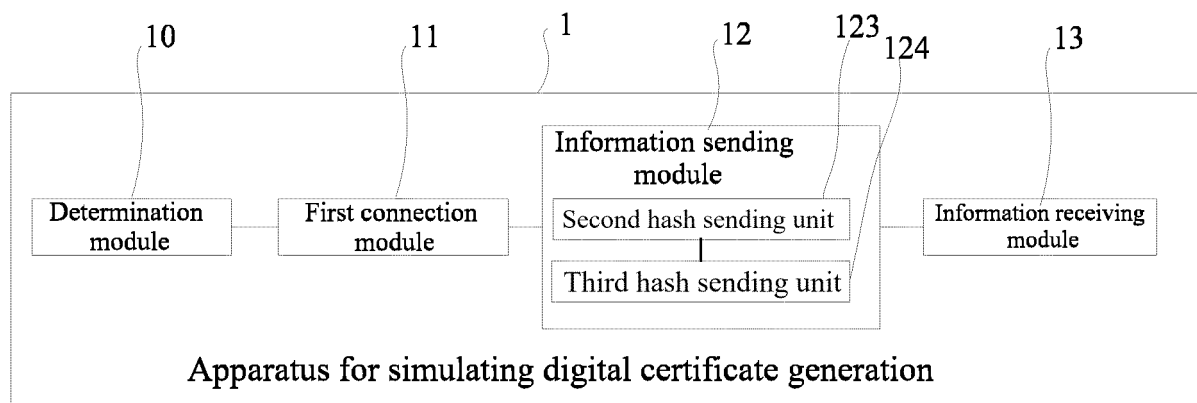 10
11
1
12
123
124
13
Determination
module
First connection
module
Information sending
module
Second hash sending unit
Third hash sending unit
Information receiving
module
Apparatus for simulating digital certificate generation